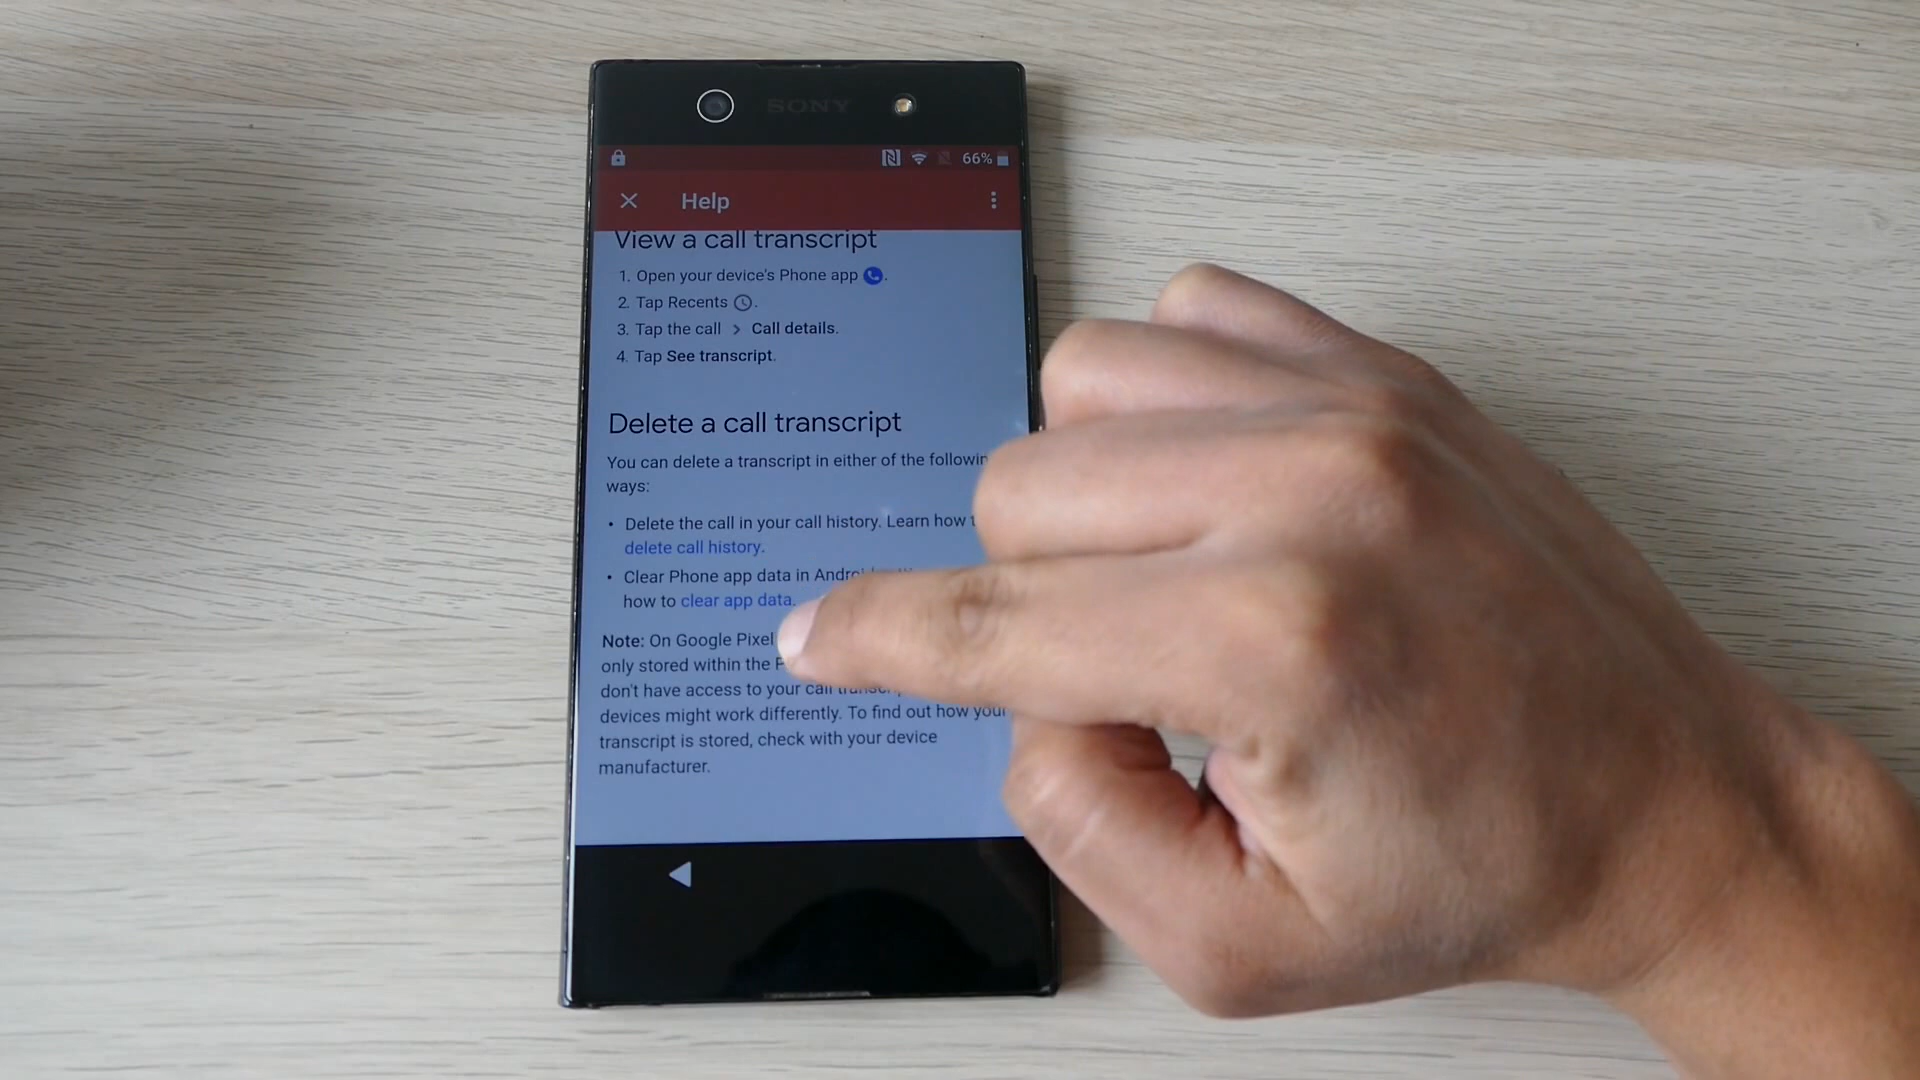 SONY
66%
Help
View a call transcript
1. Open your device's Phone app .
2. Tap Recents .
3. Tap the call > Call details.
4. Tap See transcript.
Delete a call transcript
You can delete a transcript in either of the
ways:
• Delete the call in your call history. Learn how
delete call history.
• Clear Phone app data in
how to clear app data.
Note: On Google Pixel
only stored within the
don't have access to your call
devices might work differently. To find out how your
transcript is stored, check with your device
manufacturer.